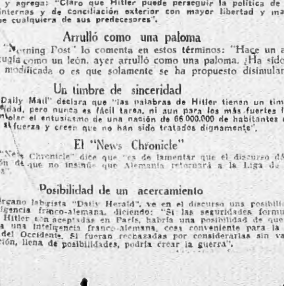 y agrega: "Claro que Hitler puede perseguir la política de
internas y de conciliación exterior con mayor libertad y ma
que cualquiera de sus predecesores".
Arrulló como una paloma
Post" lo comenta en estos términos: "Hace un a
rugía como un león, ayer arrulló como una paloma. ¿Ha sido
modificada o es que solamente se ha propuesto disimular
Un timbre de sinceridad
Daily Mail" declara que "las palabras de Hitler tienen un tim
idad, pero nunca es fácil tarea, ni aun para los más fuertes
olar el entusiasmo de una nación de 66.000.000 de habitantes
fuerza y creen que no han sido tratados dignamente".
El "News Chronicle"
Chronicle" dice que "es de lamentar que el discurso d
ón de que no insinúe que Alemania retornará a la Liga de
Posibilidad de un acercamiento
órgano laborista "Daily Herald", ve en el discurso una posibili
ligencia franco-alemana, diciendo: "Si las seguridades formu
Hitler son aceptadas en París, habría una posibilidad de que
a una inteligencia franco-alemana, cosa conveniente para la
del Occidente. Si fueran rechazadas por considerarlas sin va
ción, llena de posibilidades, podría crear la guerra".